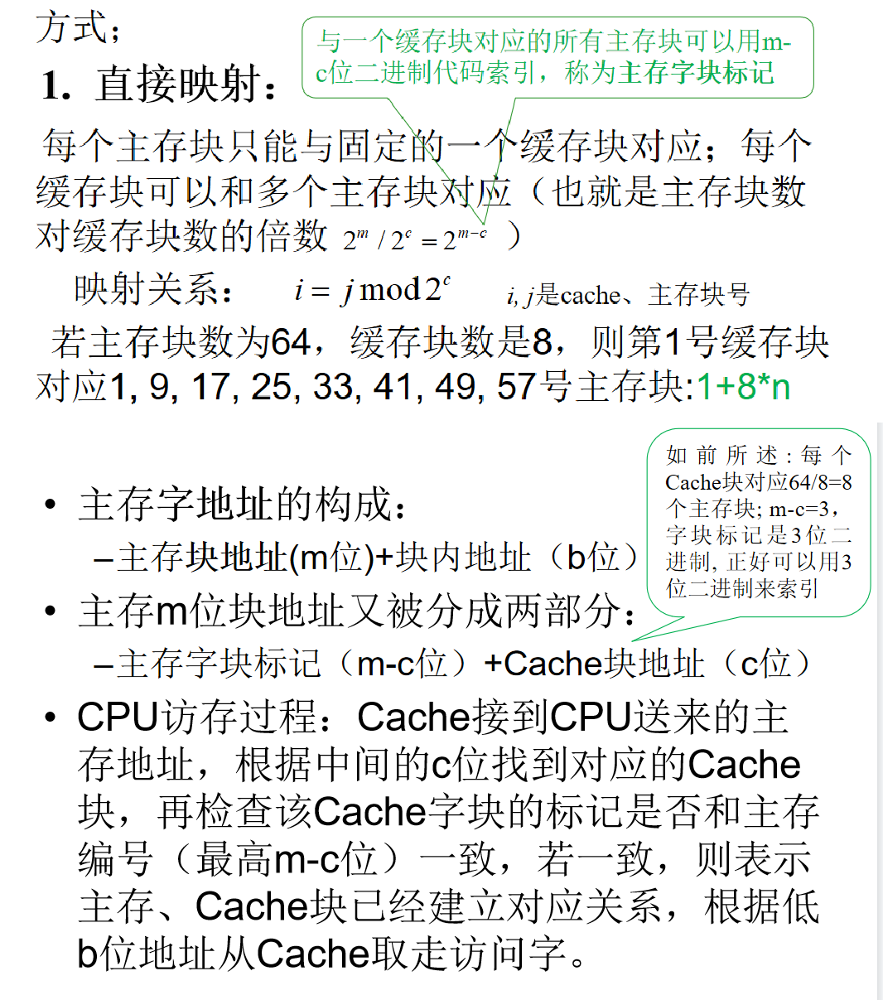 方式；
与一个缓存块对应的所有主存块可以用m-
c位二进制代码索引，称为主存字块标记
1. 直接映射：
每个主存块只能与固定的一个缓存块对应；每个
缓存块可以和多个主存块对应（也就是主存块数
对缓存块数的倍数 2^m / 2^c = 2^{m-c} ）
映射关系： i = j mod 2^c i, j是cache、主存块号
若主存块数为64，缓存块数是8，则第1号缓存块
对应1, 9, 17, 25, 33, 41, 49, 57号主存块:1+8*n
如前所述:每个
Cache块对应64/8=8
个主存块; m-c=3，
字块标记是3位二
进制, 正好可以用3
位二进制来索引
• 主存字地址的构成：
–主存块地址(m位)+块内地址（b位）
• 主存m位块地址又被分成两部分：
–主存字块标记（m-c位）+Cache块地址（c位）
• CPU访存过程：Cache接到CPU送来的主
存地址，根据中间的c位找到对应的Cache
块，再检查该Cache字块的标记是否和主存
编号（最高m-c位）一致，若一致，则表示
主存、Cache块已经建立对应关系，根据低
b位地址从Cache取走访问字。